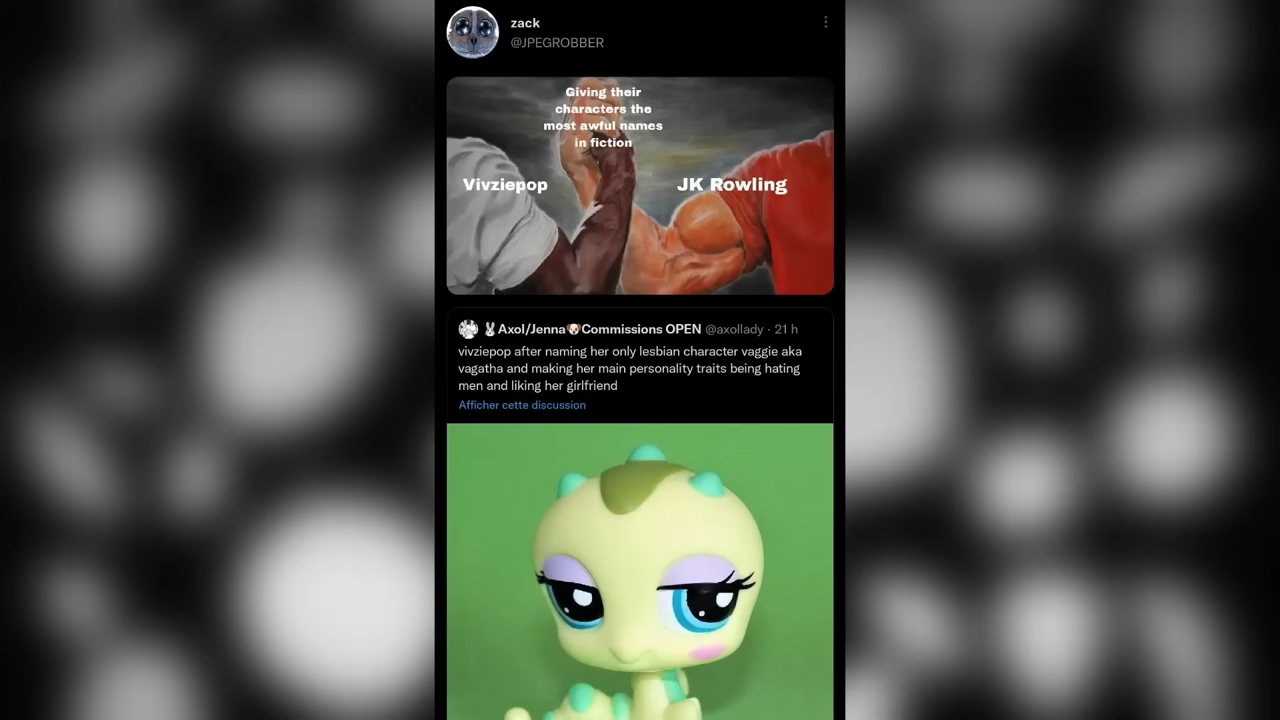 zack
@JPEGROBBER
Giving their
characters the
most awful names
in fiction
Vivziepop
JK Rowling
🐰Axol/Jenna🐶Commissions OPEN @axollady · 21 h
vivziepop after naming her only lesbian character vaggie aka
vagatha and making her main personality traits being hating
men and liking her girlfriend
Afficher cette discussion